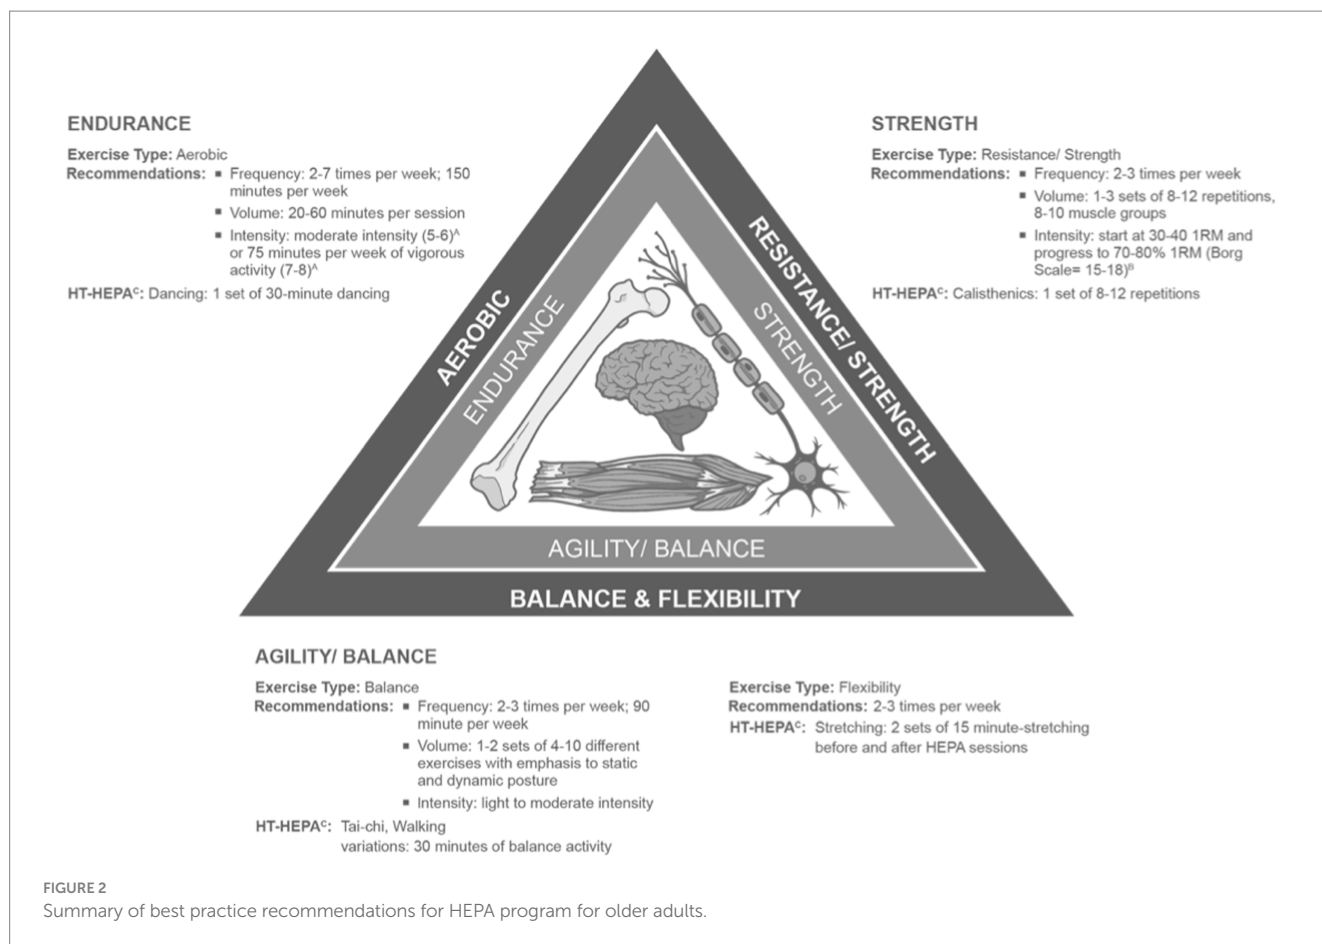 ENDURANCE
Exercise Type: Aerobic
Recommendations: ▪ Frequency: 2-7 times per week; 150
minutes per week
▪ Volume: 20-60 minutes per session
▪ Intensity: moderate intensity (5-6)ᴬ
or 75 minutes per week of vigorous
activity (7-8)ᴬ
HT-HEPAᶜ: Dancing: 1 set of 30-minute dancing
STRENGTH
Exercise Type: Resistance/ Strength
Recommendations: ▪ Frequency: 2-3 times per week
▪ Volume: 1-3 sets of 8-12 repetitions,
8-10 muscle groups
▪ Intensity: start at 30-40 1RM and
progress to 70-80% 1RM (Borg
Scale= 15-18)ᴮ
HT-HEPAᶜ: Calisthenics: 1 set of 8-12 repetitions
AEROBIC
ENDURANCE
STRENGTH
RESISTANCE/ STRENGTH
AGILITY/ BALANCE
BALANCE & FLEXIBILITY
AGILITY/ BALANCE
Exercise Type: Balance
Recommendations: ▪ Frequency: 2-3 times per week; 90
minute per week
▪ Volume: 1-2 sets of 4-10 different
exercises with emphasis to static
and dynamic posture
▪ Intensity: light to moderate intensity
HT-HEPAᶜ: Tai-chi, Walking
variations: 30 minutes of balance activity
Exercise Type: Flexibility
Recommendations: 2-3 times per week
HT-HEPAᶜ: Stretching: 2 sets of 15 minute-stretching
before and after HEPA sessions
FIGURE 2
Summary of best practice recommendations for HEPA program for older adults.